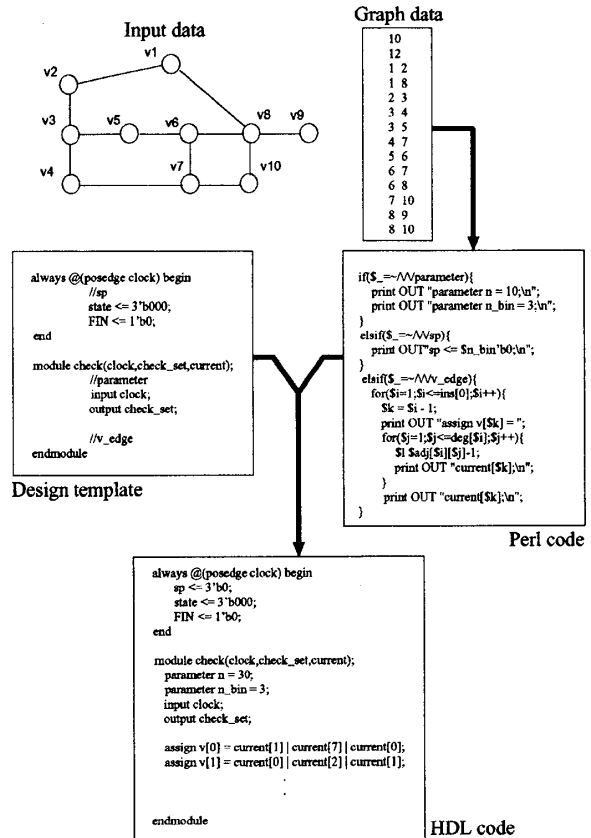 Input data
v1
v2
v3
v5
v6
v8
v9
v4
v7
v10
Graph data
10
12
1 2
1 8
2 3
3 4
3 5
4 7
5 6
6 7
6 8
7 10
8 9
8 10
always @(posedge clock) begin
//sp
state <= 3'b000;
FIN <= 1'b0;
end
module check(clock,check_set,current);
//parameter
input clock;
output check_set;
//v_edge
endmodule
Design template
if($_=~/\/\/parameter){
print OUT "parameter n = 10;\n";
print OUT "parameter n_bin = 3;\n";
}
elsif($_=~/\/\/sp){
print OUT"sp <= $n_bin'b0;\n";
}
elsif($_=~/\/\/v_edge){
for($i=1;$i<=ins[0];$i++){
$k = $i - 1;
print OUT "assign v[$k] = ";
for($j=1;$j<=deg[$i];$j++){
$l $adj[$i][$j]-1;
print OUT "current[$k];\n";
}
print OUT "current[$k];\n";
}
Perl code
always @(posedge clock) begin
sp <= 3'b0;
state <= 3'b000;
FIN <= 1'b0;
end
module check(clock,check_set,current);
parameter n = 30;
parameter n_bin = 3;
input clock;
output check_set;
assign v[0] = current[1] | current[7] | current[0];
assign v[1] = current[0] | current[2] | current[1];
.
.
endmodule
HDL code